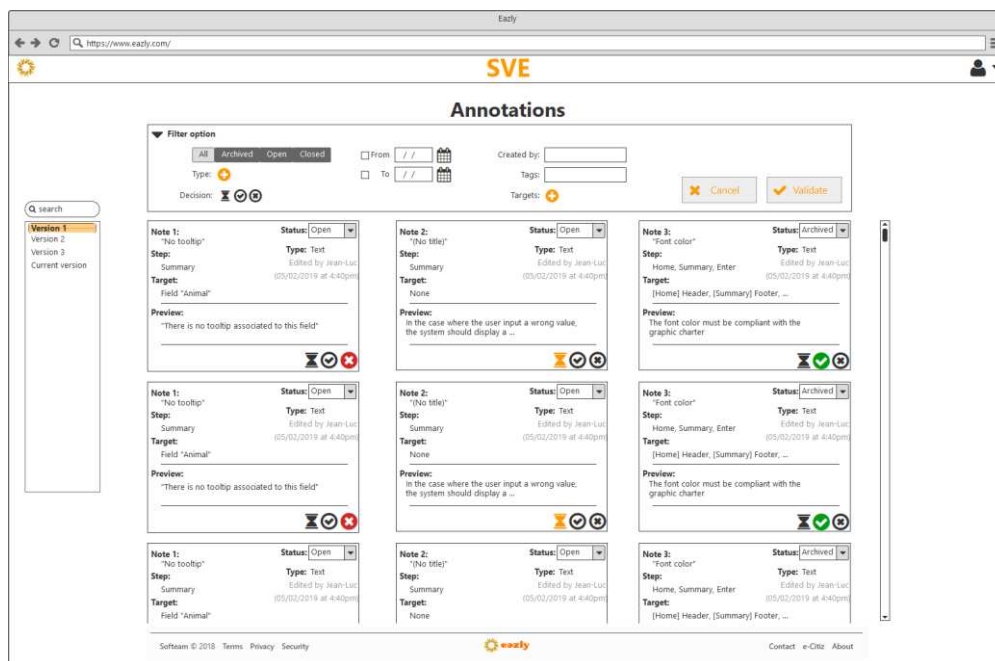 Eazly
https://www.eazly.com/
SVE
Annotations
Filter option
All Archived Open Closed
From / /
Created by:
Type:
To / /
Tags:
Decision:
Targets:
Cancel
Validate
search
Version 1
Version 2
Version 3
Current version
Note 1:
Status: Open
"No tooltip"
Step:
Type: Text
Edited by Jean-Luc
Summary
(05/02/2019 at 4:40pm)
Target:
Field "Animal"
Preview:
"There is no tooltip associated to this field"
Note 2:
Status: Open
"(No title)"
Step:
Type: Text
Edited by Jean-Luc
Summary
(05/02/2019 at 4:40pm)
Target:
None
Preview:
In the case where the user input a wrong value,
the system should display a ...
Note 3:
Status: Archived
"Font color"
Step:
Type: Text
Edited by Jean-Luc
Home, Summary, Enter
(05/02/2019 at 4:40pm)
Target:
[Home] Header, [Summary] Footer, ...
Preview:
The font color must be compliant with the
graphic charter
Note 1:
Status: Open
"No tooltip"
Step:
Type: Text
Edited by Jean-Luc
Summary
(05/02/2019 at 4:40pm)
Target:
Field "Animal"
Preview:
"There is no tooltip associated to this field"
Note 2:
Status: Open
"(No title)"
Step:
Type: Text
Edited by Jean-Luc
Summary
(05/02/2019 at 4:40pm)
Target:
None
Preview:
In the case where the user input a wrong value,
the system should display a ...
Note 3:
Status: Archived
"Font color"
Step:
Type: Text
Edited by Jean-Luc
Home, Summary, Enter
(05/02/2019 at 4:40pm)
Target:
[Home] Header, [Summary] Footer, ...
Preview:
The font color must be compliant with the
graphic charter
Note 1:
Status: Open
"No tooltip"
Step:
Type: Text
Edited by Jean-Luc
Summary
(05/02/2019 at 4:40pm)
Target:
Field "Animal"
Note 2:
Status: Open
"(No title)"
Step:
Type: Text
Edited by Jean-Luc
Summary
(05/02/2019 at 4:40pm)
Target:
None
Note 3:
Status: Archived
"Font color"
Step:
Type: Text
Edited by Jean-Luc
Home, Summary, Enter
(05/02/2019 at 4:40pm)
Target:
[Home] Header, [Summary] Footer, ...
Softeam © 2018 Terms Privacy Security
eazly
Contact e-Citiz About